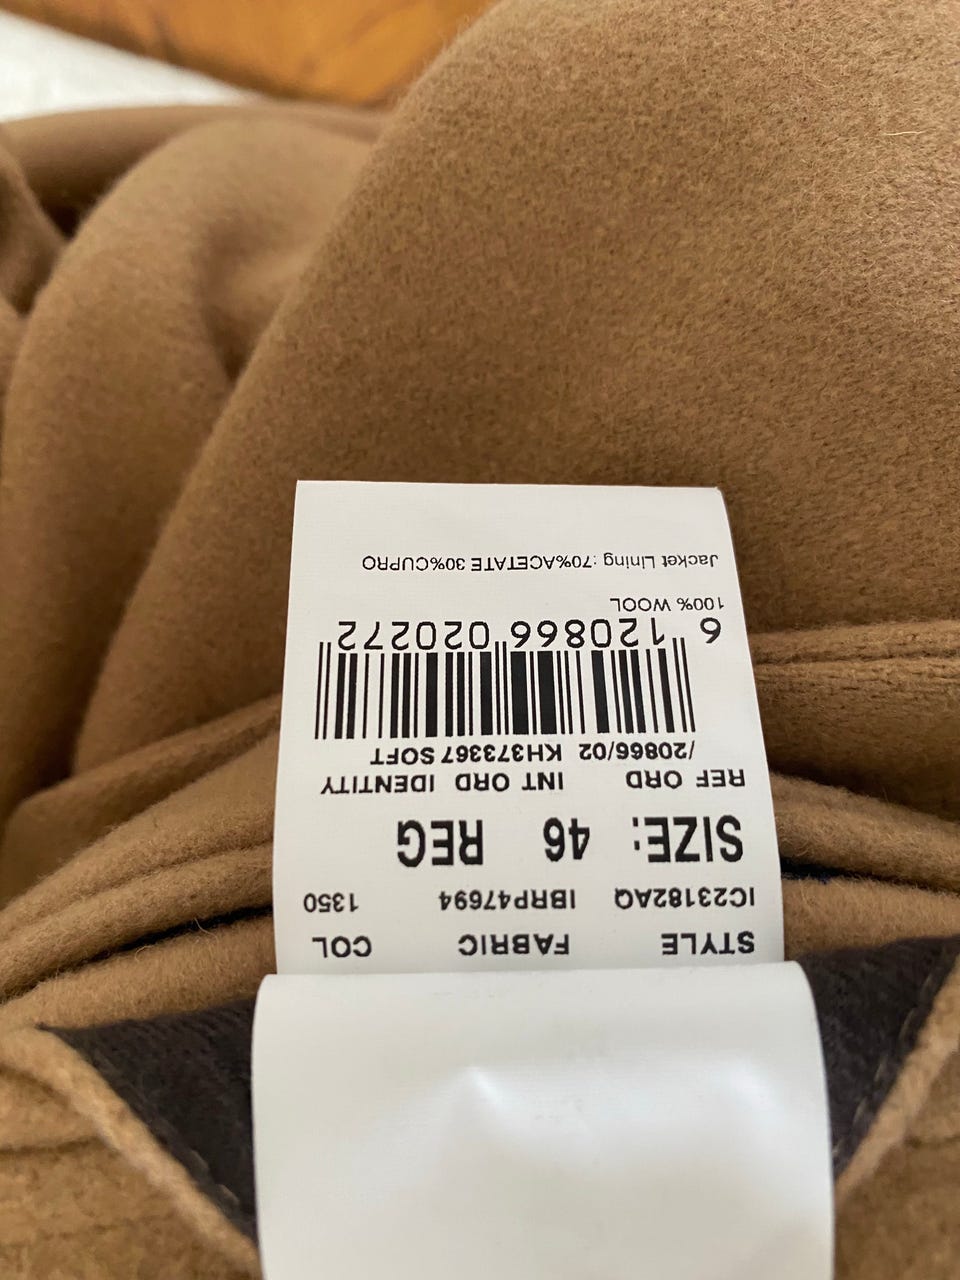 STYLE FABRIC COL
IC23182AQ IBRP47694 1350
SIZE: 46 REG
REF ORD INT ORD IDENTITY
/20866/02 KH373367 SOFT
6 120866 020272
100% WOOL
Jacket Lining :70%ACETATE 30%CUPRO